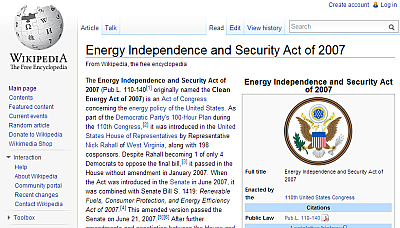 Create account Log in
WIKIPEDIA
The Free Encyclopedia
Article Talk
Read Edit View history
Search
Main page
Contents
Featured content
Current events
Random article
Donate to Wikipedia
Wikimedia Shop
Interaction
Help
About Wikipedia
Community portal
Recent changes
Contact Wikipedia
Toolbox
Energy Independence and Security Act of 2007
From Wikipedia, the free encyclopedia
The Energy Independence and Security Act of
2007 (Pub.L. 110-140[1] originally named the Clean
Energy Act of 2007) is an Act of Congress
concerning the energy policy of the United States. As
part of the Democratic Party's 100-Hour Plan during
the 110th Congress,[2] it was introduced in the United
States House of Representatives by Representative
Nick Rahall of West Virginia, along with 198
cosponsors. Despite Rahall becoming 1 of only 4
Democrats to oppose the final bill,[3] it passed in the
House without amendment in January 2007. When
the Act was introduced in the Senate in June 2007, it
was combined with Senate Bill S. 1419: Renewable
Fuels, Consumer Protection, and Energy Efficiency
Act of 2007.[4] This amended version passed the
Senate on June 21, 2007.[5][6] After further
amendments and negotiation between the House and
Energy Independence and Security Act
of 2007
Full title Energy Independence and Security Act of
2007
Enacted by
the 110th United States Congress
Citations
Public Law Pub.L. 110-140
Legislative history